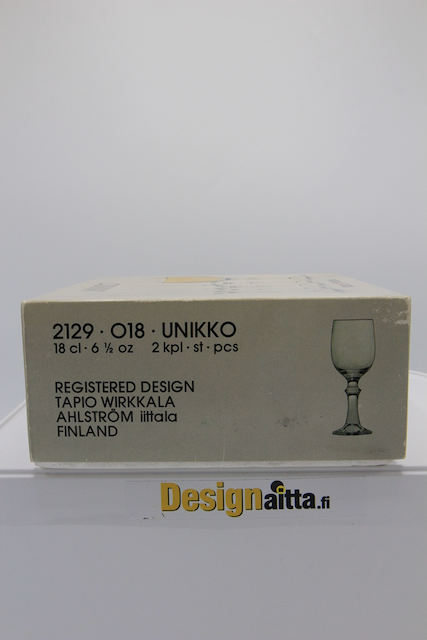 2129 · O18 · UNIKKO
18 cl · 6 ½ oz 2 kpl · st · pcs
REGISTERED DESIGN
TAPIO WIRKKALA
AHLSTRÖM iittala
FINLAND
Designaitta.fi